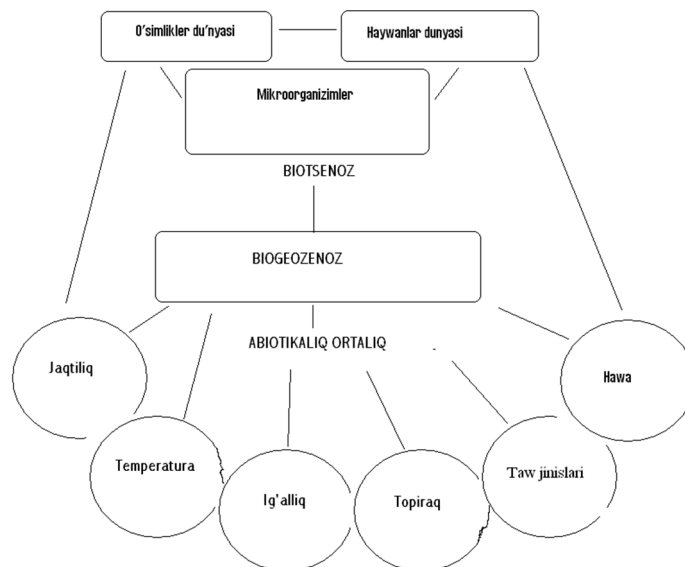 O'simlikler du'nyasi
Haywanlar dunyasi
Mikroorganizimler
BIOTSENOZ
BIOGEOZENOZ
ABIOTIKALIQ ORTALIQ
Jaqtiliq
Hawa
Temperatura
Taw jinislari
Ig'alliq
Topiraq